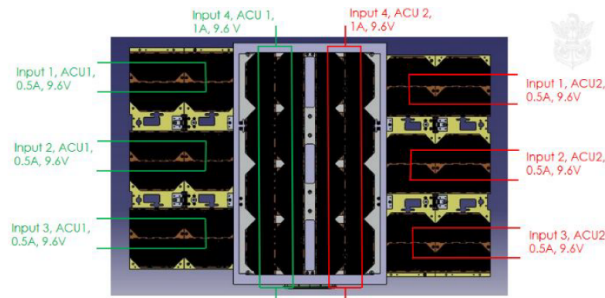 Input 4, ACU 1,
1A, 9.6V
Input 4, ACU 2,
1A, 9.6V
Input 1, ACU1,
0.5A, 9.6V
Input 1, ACU2,
0.5A, 9.6V
Input 2, ACU1,
0.5A, 9.6V
Input 2, ACU2,
0.5A, 9.6V
Input 3, ACU1,
0.5A, 9.6V
Input 3, ACU2
0.5A, 9.6V